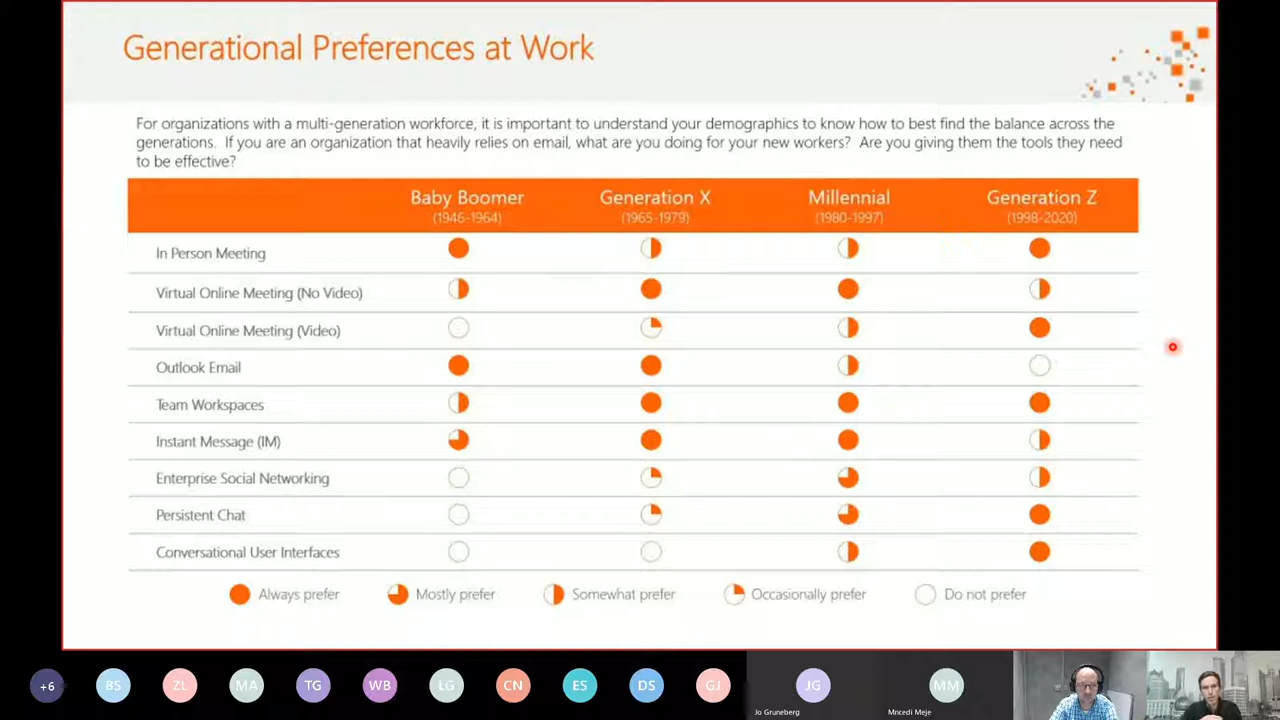 Generational Preferences at Work
For organizations with a multi-generation workforce, it is important to understand your demographics to know how to best find the balance across the
generations. If you are an organization that heavily relies on email, what are you doing for your new workers? Are you giving them the tools they need
to be effective?
Baby Boomer Generation X Millennial Generation Z
(1946-1964) (1965-1979) (1980-1997) (1998-2020)
In Person Meeting
Virtual Online Meeting (No Video)
Virtual Online Meeting (Video)
Outlook Email
Team Workspaces
Instant Message (IM)
Enterprise Social Networking
Persistent Chat
Conversational User Interfaces
Always prefer Mostly prefer Somewhat prefer Occasionally prefer Do not prefer
+6 BS ZL MA TG WB LG CN ES DS GJ JG MM
Jo Gruneberg Mncedi Meje